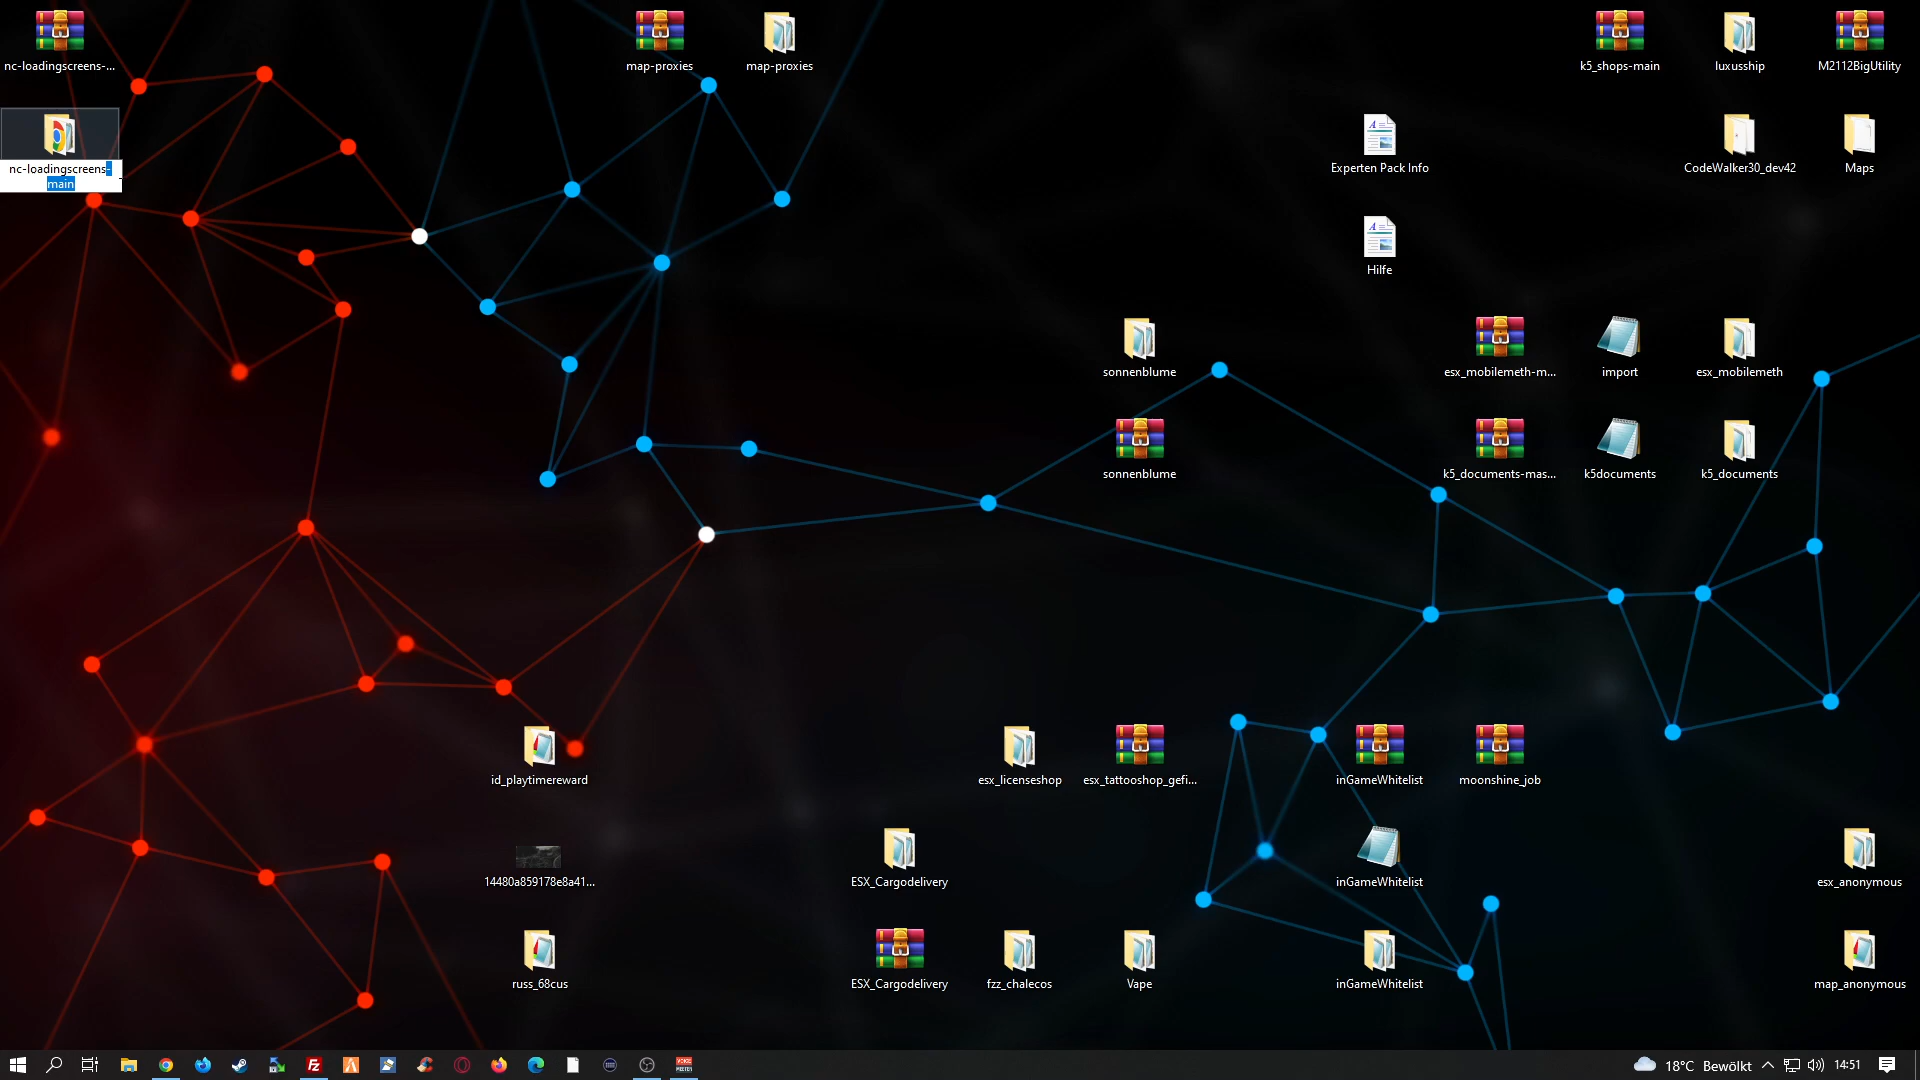 nc-loadingscreens-...
map-proxies
map-proxies
k5_shops-main
luxusship
M2112BigUtility
nc-loadingscreens-
main
Experten Pack Info
CodeWalker30_dev42
Maps
Hilfe
sonnenblume
esx_mobilemeth-m...
import
esx_mobilemeth
sonnenblume
k5_documents-mas...
k5documents
k5_documents
id_playtimereward
esx_licenseshop
esx_tattooshop_gefi...
inGameWhitelist
moonshine_job
14480a859178e8a41...
ESX_Cargodelivery
inGameWhitelist
esx_anonymous
russ_68cus
ESX_Cargodelivery
fzz_chalecos
Vape
inGameWhitelist
map_anonymous
18°C Bewölkt
14:51